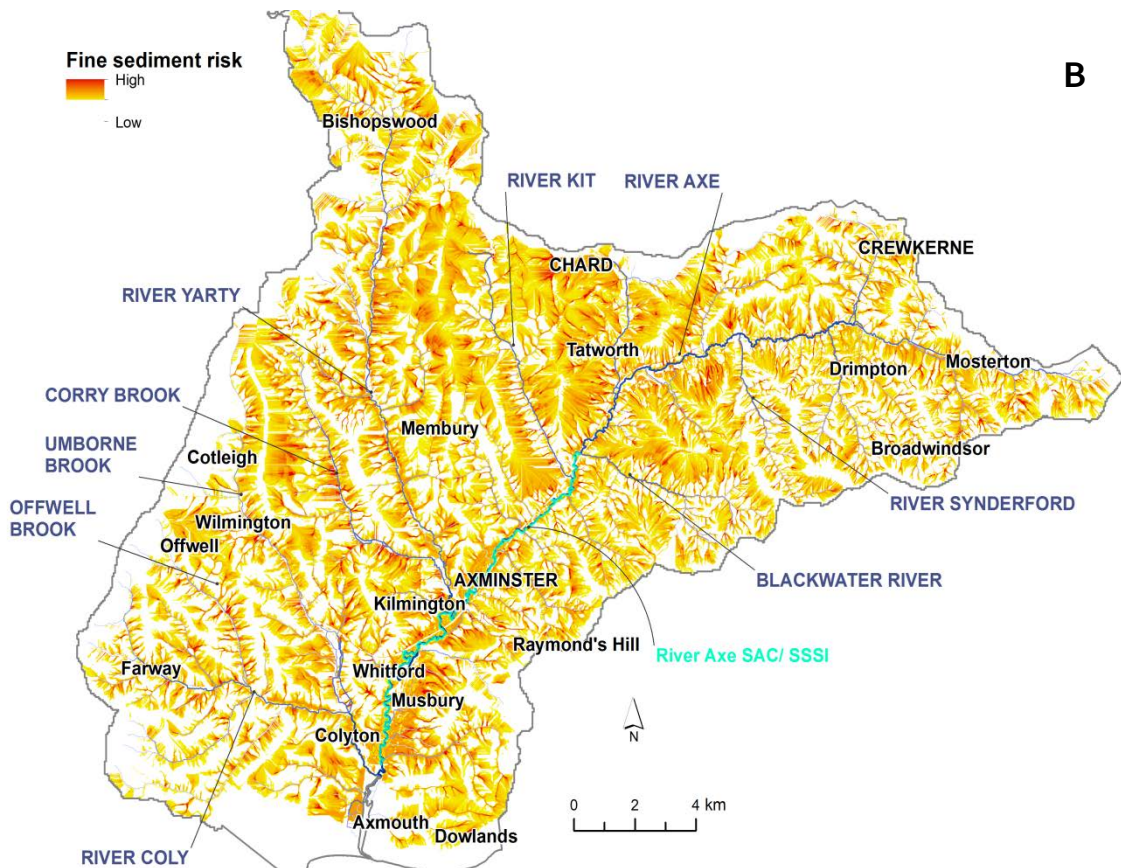 Fine sediment risk
High
Low
B
Bishopswood
RIVER KIT
RIVER AXE
CREWKERNE
CHARD
RIVER YARTY
Tatworth
Drimpton
Mosterton
CORRY BROOK
Membury
UMBORNE
BROOK
Cotleigh
Broadwindsor
OFFWELL
BROOK
Wilmington
Offwell
RIVER SYNDERFORD
AXMINSTER
BLACKWATER RIVER
Kilmington
Raymond's Hill
River Axe SAC/ SSSI
Farway
Whitford
Musbury
N
Colyton
0 2 4 km
Axmouth
Dowlands
RIVER COLY